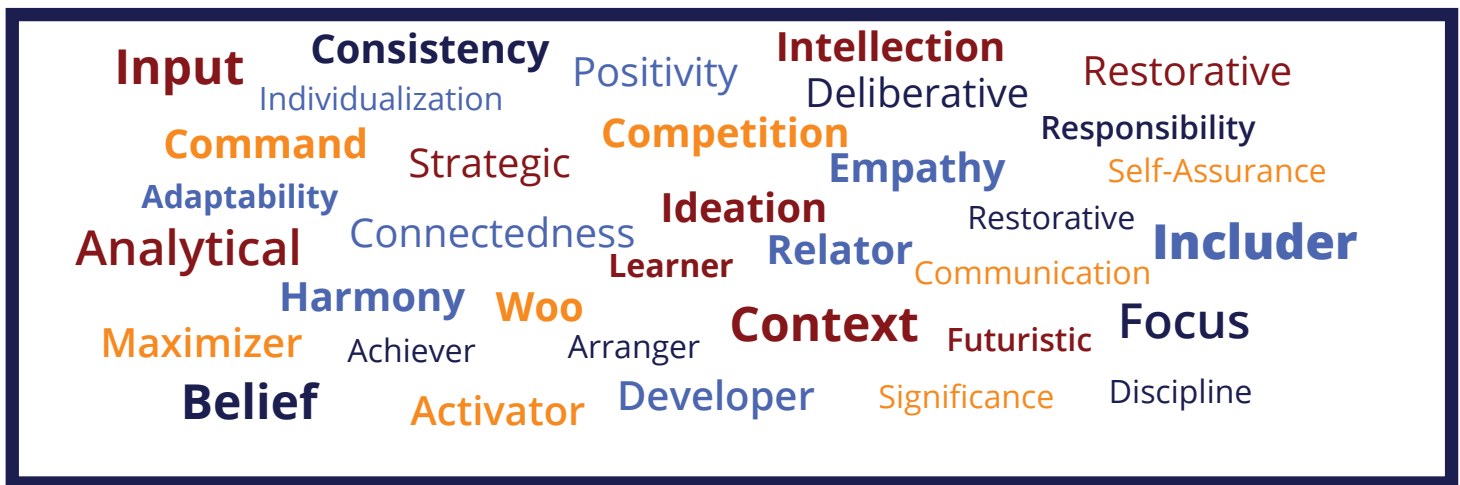 Input
Consistency
Positivity
Intellection
Restorative
Individualization
Deliberative
Command
Strategic
Competition
Responsibility
Empathy
Self-Assurance
Adaptability
Connectedness
Ideation
Restorative
Includer
Analytical
Learner
Relator
Communication
Harmony
Woo
Context
Focus
Maximizer
Achiever
Arranger
Futuristic
Belief
Activator
Developer
Significance
Discipline